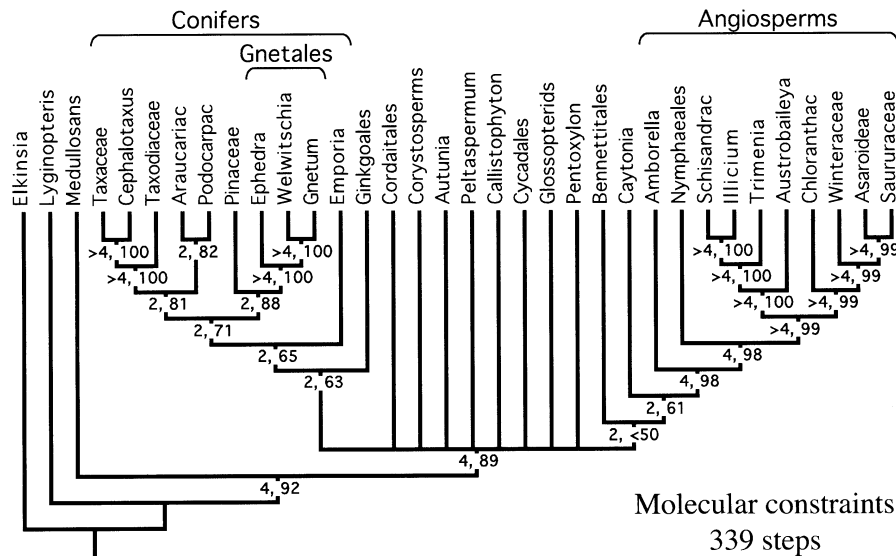 Conifers
Angiosperms
Gnetales
Elkinsia
Lyginopteris
Medullosans
Taxaceae
Cephalotaxus
Taxodiaceae
Araucariac
Podocarpac
Pinaceae
Ephedra
Welwitschia
Gnetum
Emporia
Ginkgoales
Cordaitales
Corystosperms
Autunia
Peltaspermum
Callistophyton
Cycadales
Glossopterids
Pentoxylon
Bennettitales
Caytonia
Amborella
Nymphaeales
Schisandrac
Illicium
Trimenia
Austrobaileya
Chloranthac
Winteraceae
Asaroideae
Saururaceae
>4, 100
2, 82
>4, 100
>4, 100
>4, 99
>4, 100
>4, 100
>4, 100
>4, 99
2, 81
2, 88
>4, 100
>4, 99
2, 71
>4, 99
2, 65
4, 98
2, 63
4, 98
2, 61
2, <50
4, 89
4, 92
Molecular constraints
339 steps